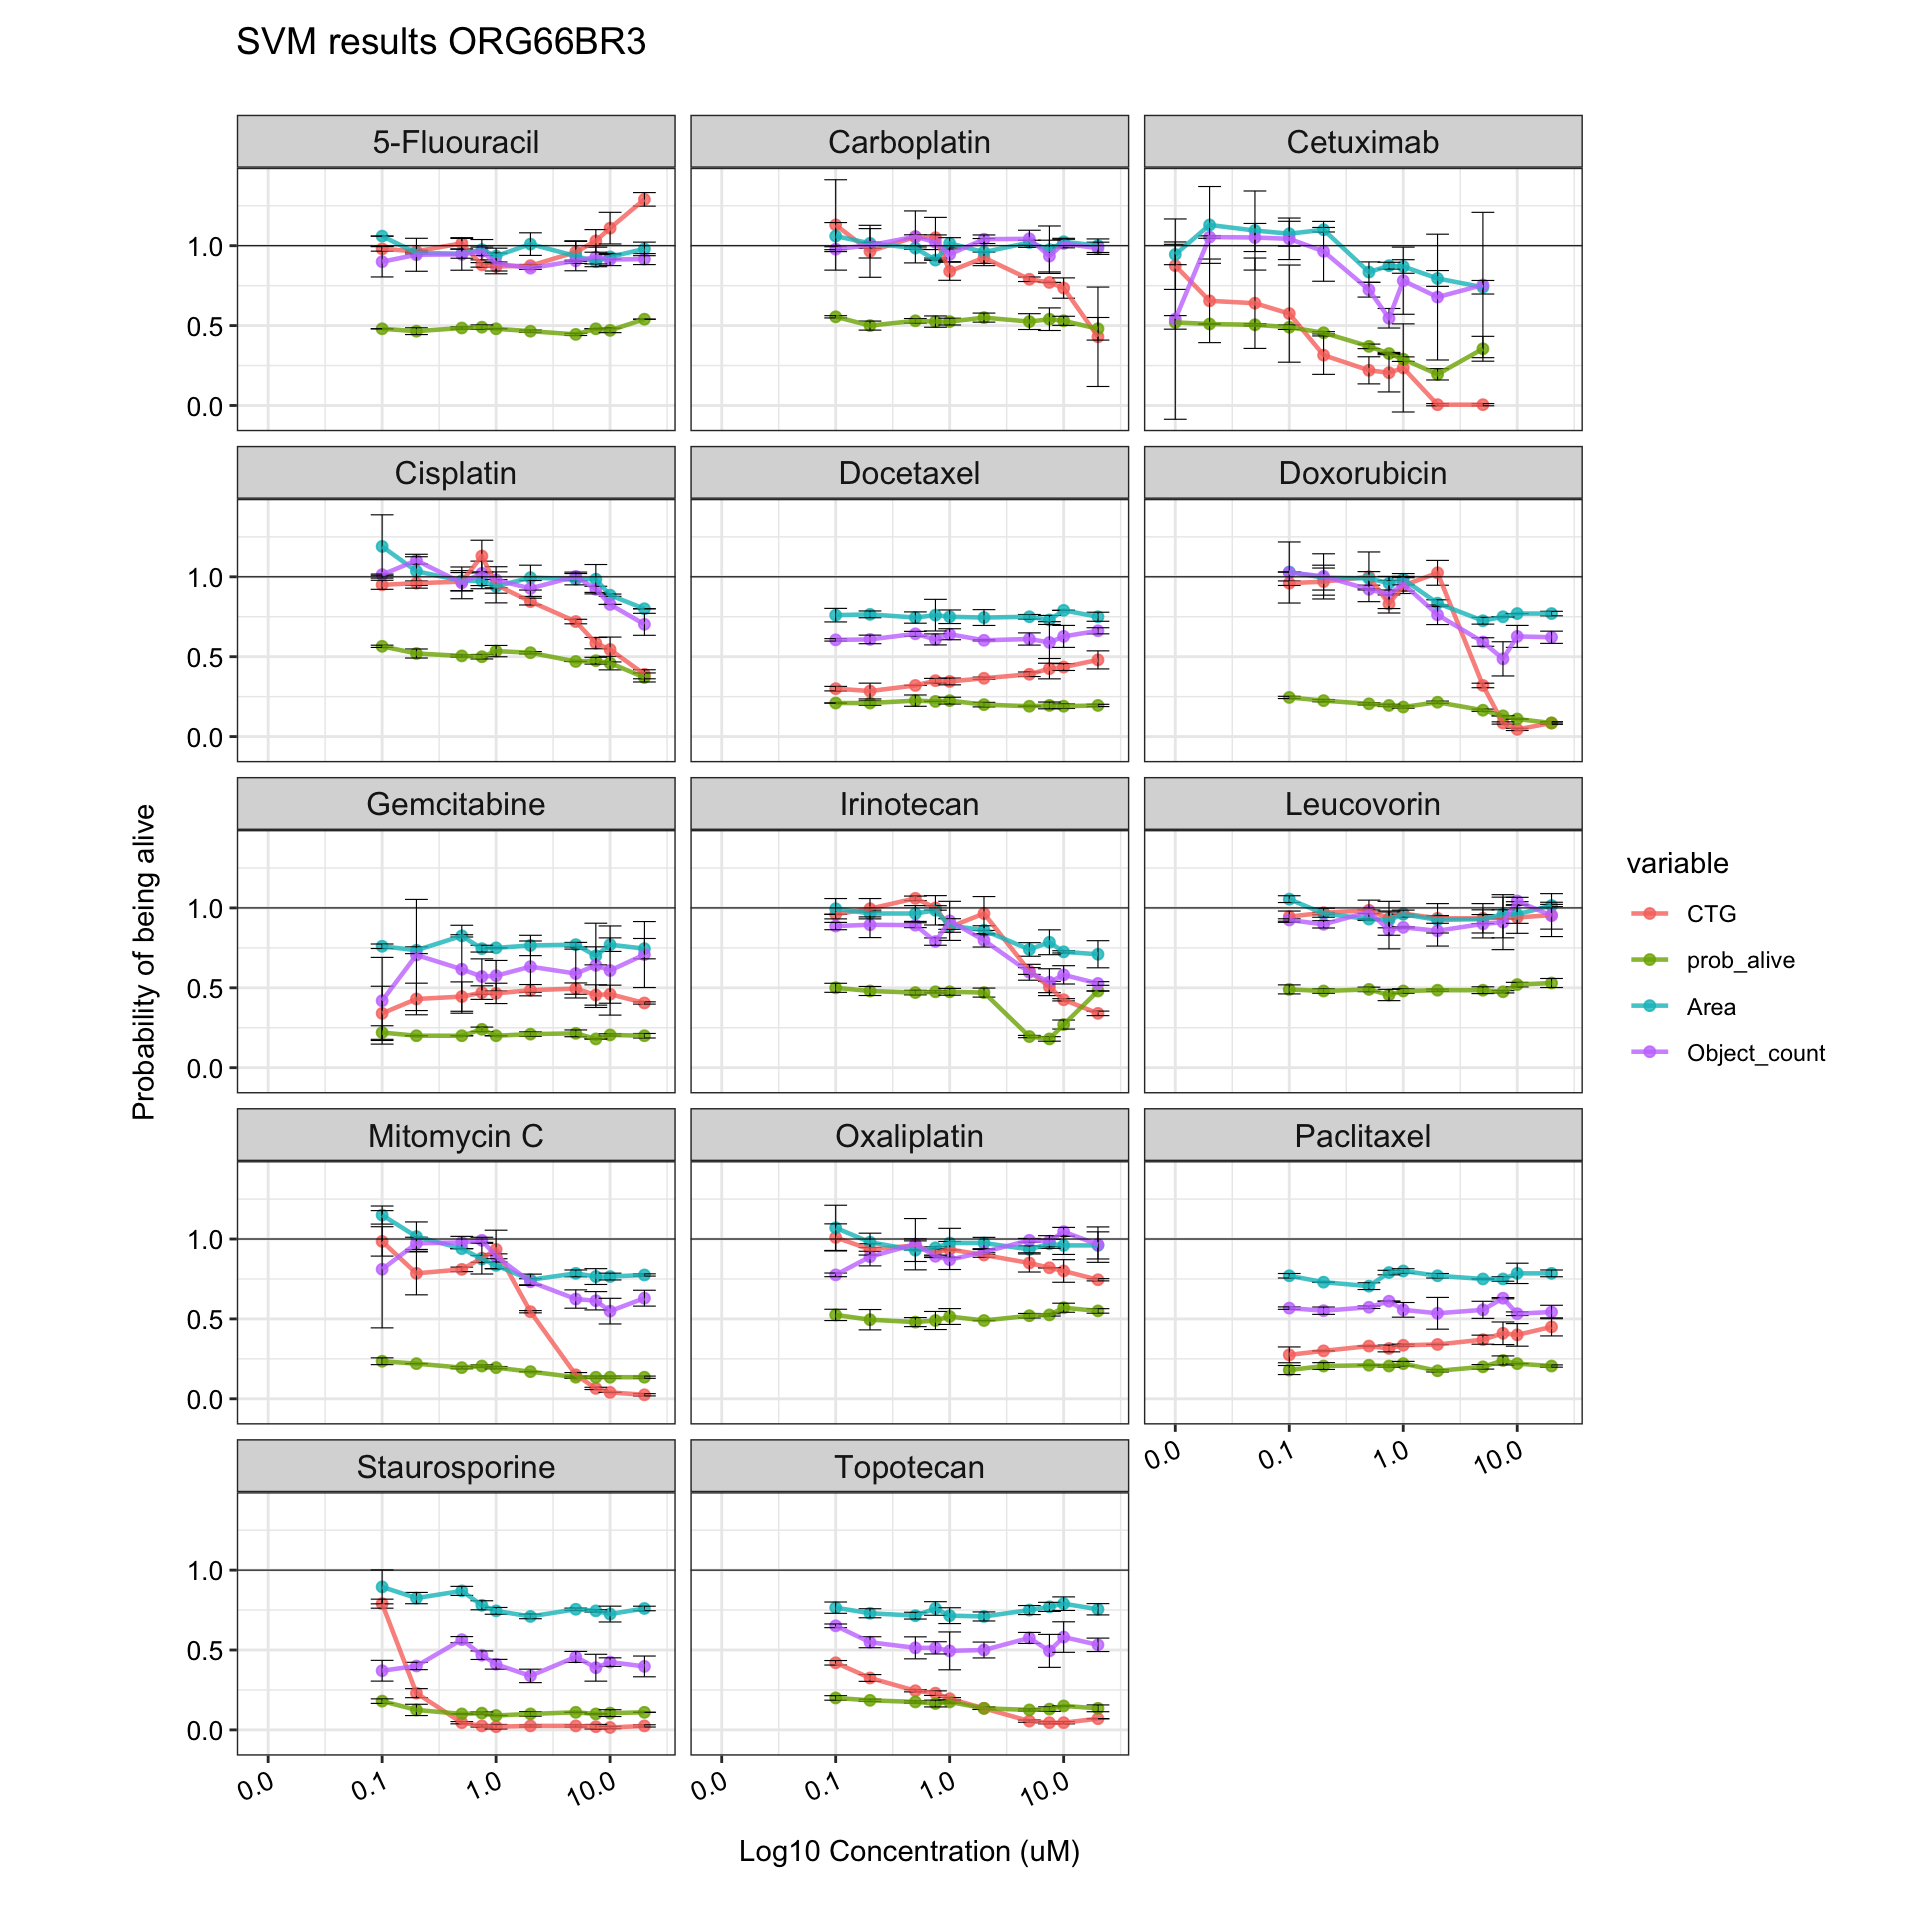 SVM results ORG66BR3
5-Fluouracil
Carboplatin
Cetuximab
1.0
0.5
0.0
Cisplatin
Docetaxel
Doxorubicin
1.0
0.5
0.0
Gemcitabine
Irinotecan
Leucovorin
1.0
0.5
0.0
Mitomycin C
Oxaliplatin
Paclitaxel
1.0
0.5
0.0
0.0
0.1
1.0
10.0
Staurosporine
Topotecan
1.0
0.5
0.0
0.0
0.1
1.0
10.0
0.0
0.1
1.0
10.0
Probability of being alive
Log10 Concentration (uM)
variable
CTG
prob_alive
Area
Object_count